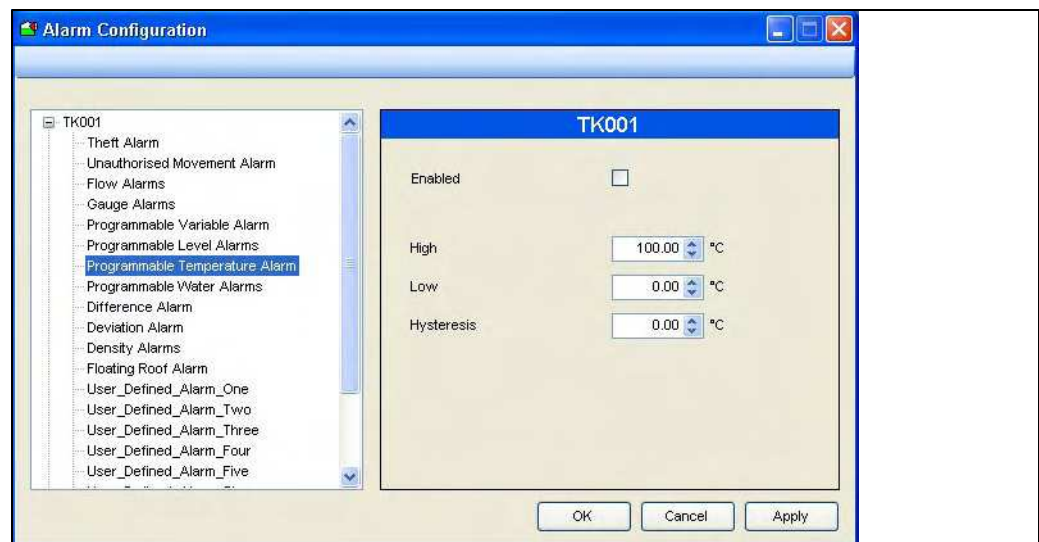 Alarm Configuration
TK001
Theft Alarm
Unauthorised Movement Alarm
Flow Alarms
Gauge Alarms
Programmable Variable Alarm
Programmable Level Alarms
Programmable Temperature Alarm
Programmable Water Alarms
Difference Alarm
Deviation Alarm
Density Alarms
Floating Roof Alarm
User_Defined_Alarm_One
User_Defined_Alarm_Two
User_Defined_Alarm_Three
User_Defined_Alarm_Four
User_Defined_Alarm_Five
TK001
Enabled
High 100.00 °C
Low 0.00 °C
Hysteresis 0.00 °C
OK Cancel Apply